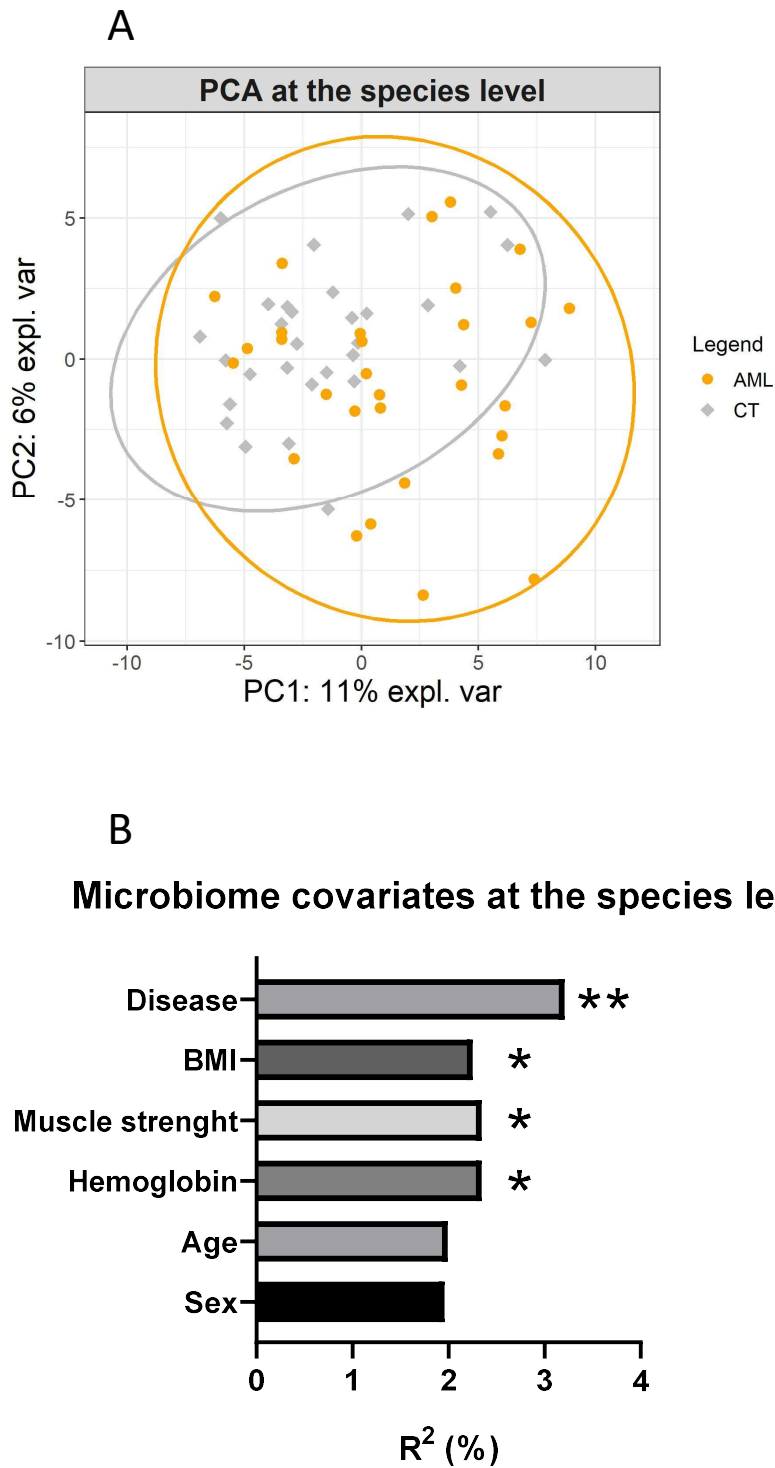 A
PCA at the species level
PC2: 6% expl. var
5
0
-5
-10
-10 -5 0 5 10
PC1: 11% expl. var
Legend
AML
CT
B
Microbiome covariates at the species le
Disease **
BMI *
Muscle strenght *
Hemoglobin *
Age
Sex
0 1 2 3 4
R² (%)